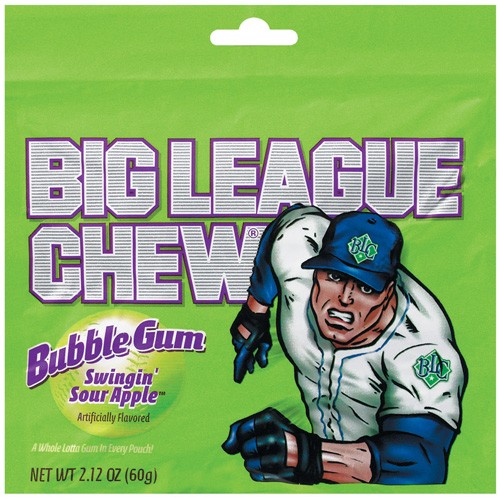 BIG LEAGUE
CHEW®
Bubble Gum
Swingin'
Sour Apple™
Artificially Flavored
A Whole Lotta Gum In Every Pouch!
NET WT 2.12 OZ (60g)
BLC
BLC